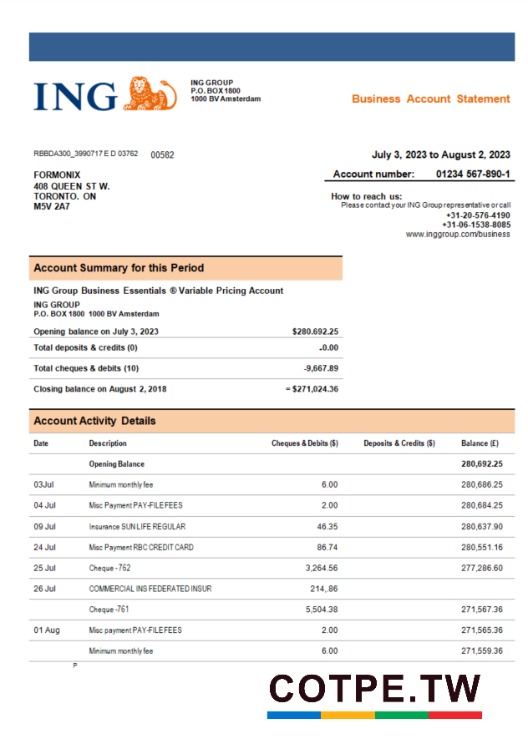 ING
ING GROUP
P.O. BOX 1800
1000 BV Amsterdam
Business Account Statement
RBBDA300_3990717 E D 03762 00582
July 3, 2023 to August 2, 2023
FORMONIX
408 QUEEN ST W.
TORONTO. ON
M5V 2A7
Account number: 01234 567-890-1
How to reach us:
Please contact your ING Group representative or call
+31-20-576-4190
+31-06-1538-8085
www.inggroup.com/business
Account Summary for this Period
ING Group Business Essentials ® Variable Pricing Account
ING GROUP
P.O. BOX 1800 1000 BV Amsterdam
Opening balance on July 3, 2023 $280.692.25
Total deposits & credits (0) -0.00
Total cheques & debits (10) -9,667.89
Closing balance on August 2, 2018 = $271,024.36
Account Activity Details
Date Description Cheques & Debits ($) Deposits & Credits ($) Balance (£)
Opening Balance 280,692.25
03Jul Minimum monthly fee 6.00 280,686.25
04 Jul Misc Payment PAY-FILE FEES 2.00 280,684.25
09 Jul Insurance SUN LIFE REGULAR 46.35 280,637.90
24 Jul Misc Payment RBC CREDIT CARD 86.74 280,551.16
25 Jul Cheque -762 3,264.56 277,286.60
26 Jul COMMERCIAL INS FEDERATED INSUR 214,.86
Cheque -761 5,504.38 271,567.36
01 Aug Misc payment PAY-FILE FEES 2.00 271,565.36
Minimum monthly fee 6.00 271,559.36
P
COTPE.TW